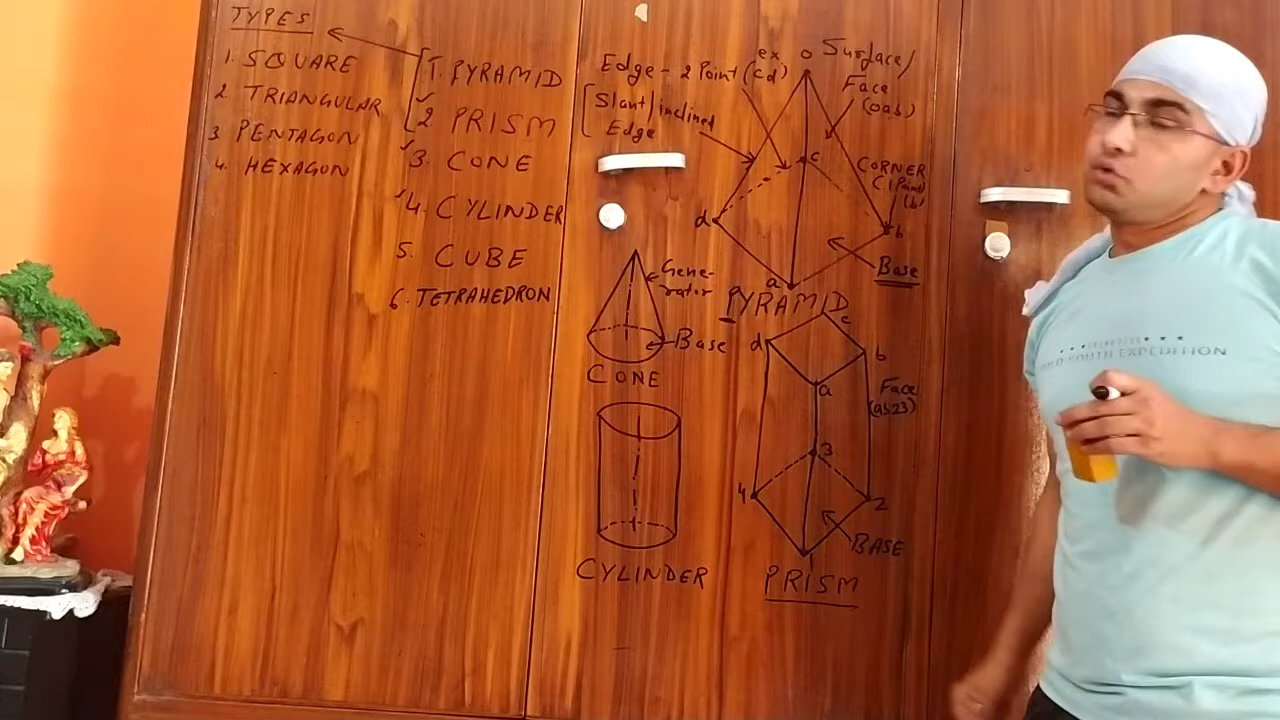 TYPES
1. SQUARE
2 TRIANGULAR
3 PENTAGON
4. HEXAGON
1. PYRAMID
2 PRISM
3. CONE
4. CYLINDER
5. CUBE
6. TETRAHEDRON
ex.
Edge - 2 Point (cd)
Slant/inclined
Edge
o
Surface/
Face
(oab)
c
CORNER
(1 Point
(b
d
b
a
Base
PYRAMID
Gene-
rator
Base
CONE
CYLINDER
d
c
b
a
Face
(ab23)
3
4
2
BASE
PRISM
SOUTH EXPEDITION